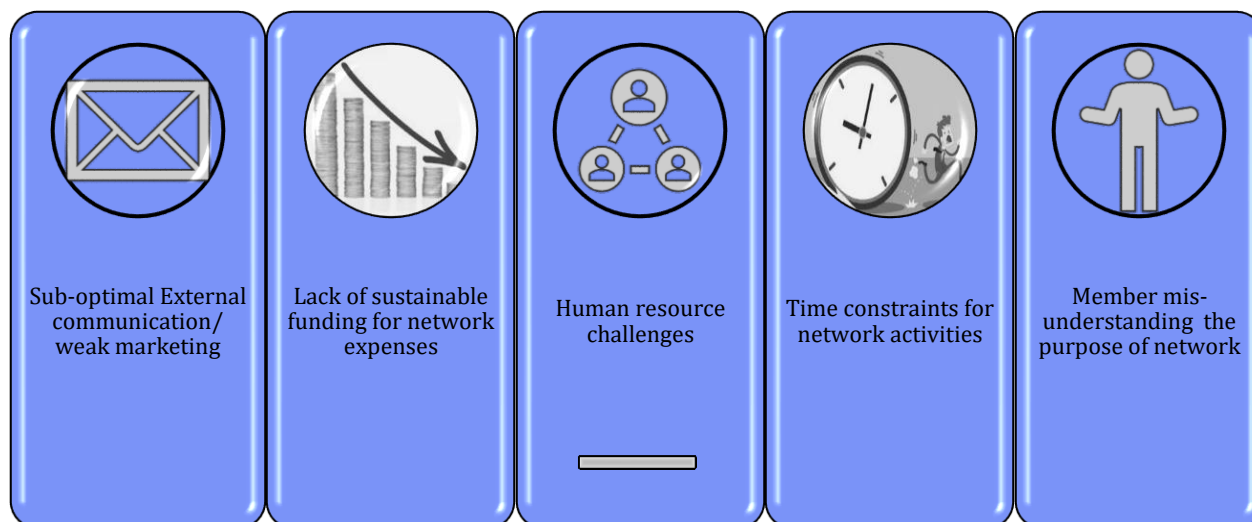 Sub-optimal External
communication/
weak marketing
Lack of sustainable
funding for network
expenses
Human resource
challenges
Time constraints for
network activities
Member mis-
understanding  the
purpose of network